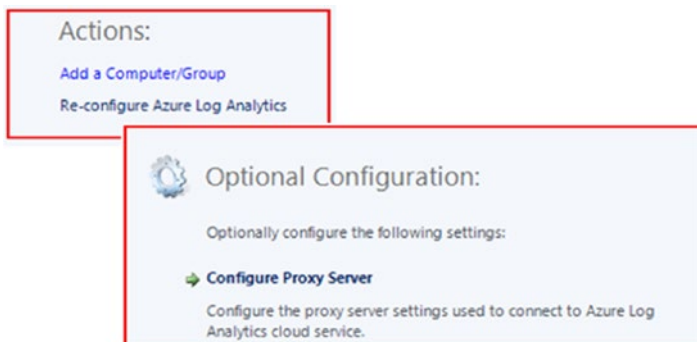 Actions:
Add a Computer/Group
Re-configure Azure Log Analytics
Optional Configuration:
Optionally configure the following settings:
Configure Proxy Server
Configure the proxy server settings used to connect to Azure Log
Analytics cloud service.